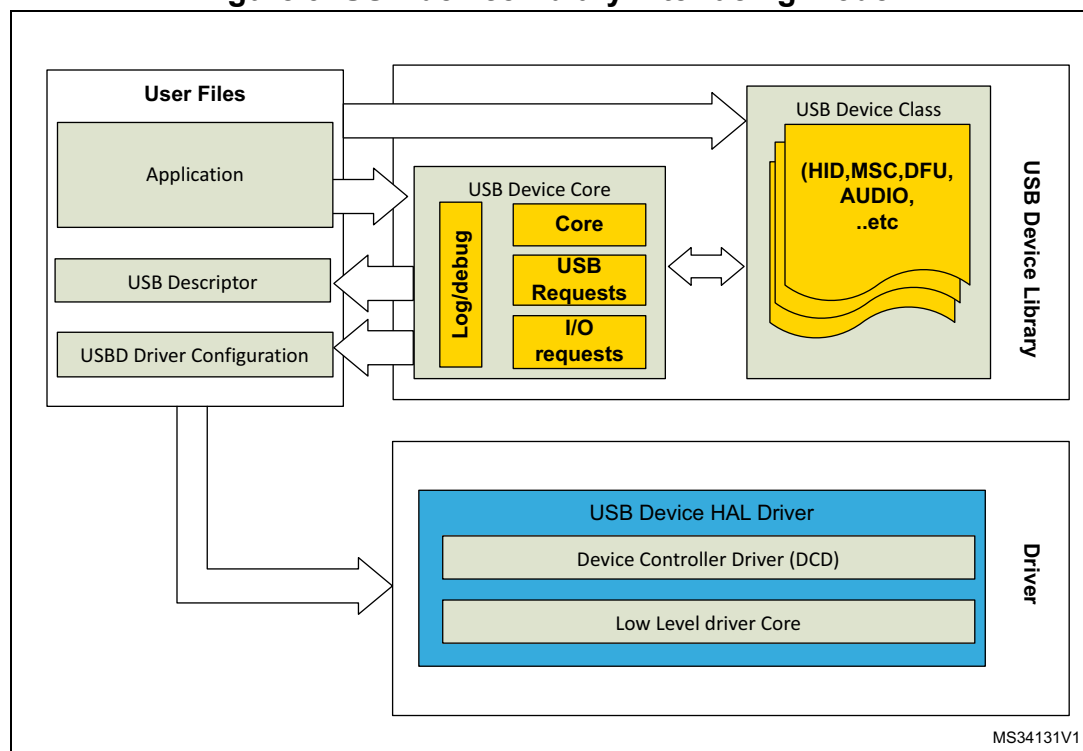 User Files
Application
USB Descriptor
USBD Driver Configuration
USB Device Core
Log/debug
Core
USB
Requests
I/O
requests
USB Device Class
(HID,MSC,DFU,
AUDIO,
..etc
USB Device Library
USB Device HAL Driver
Device Controller Driver (DCD)
Low Level driver Core
Driver
MS34131V1